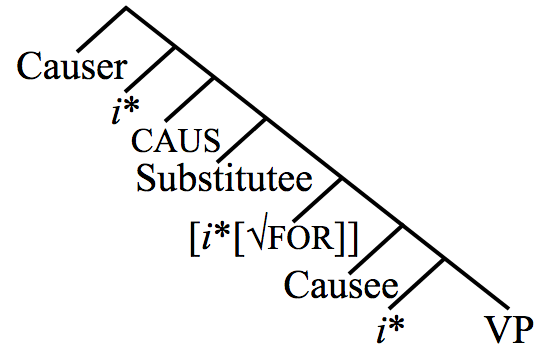 Causer
i*
CAUS
Substitutee
[i*[√FOR]]
Causee
i*
VP